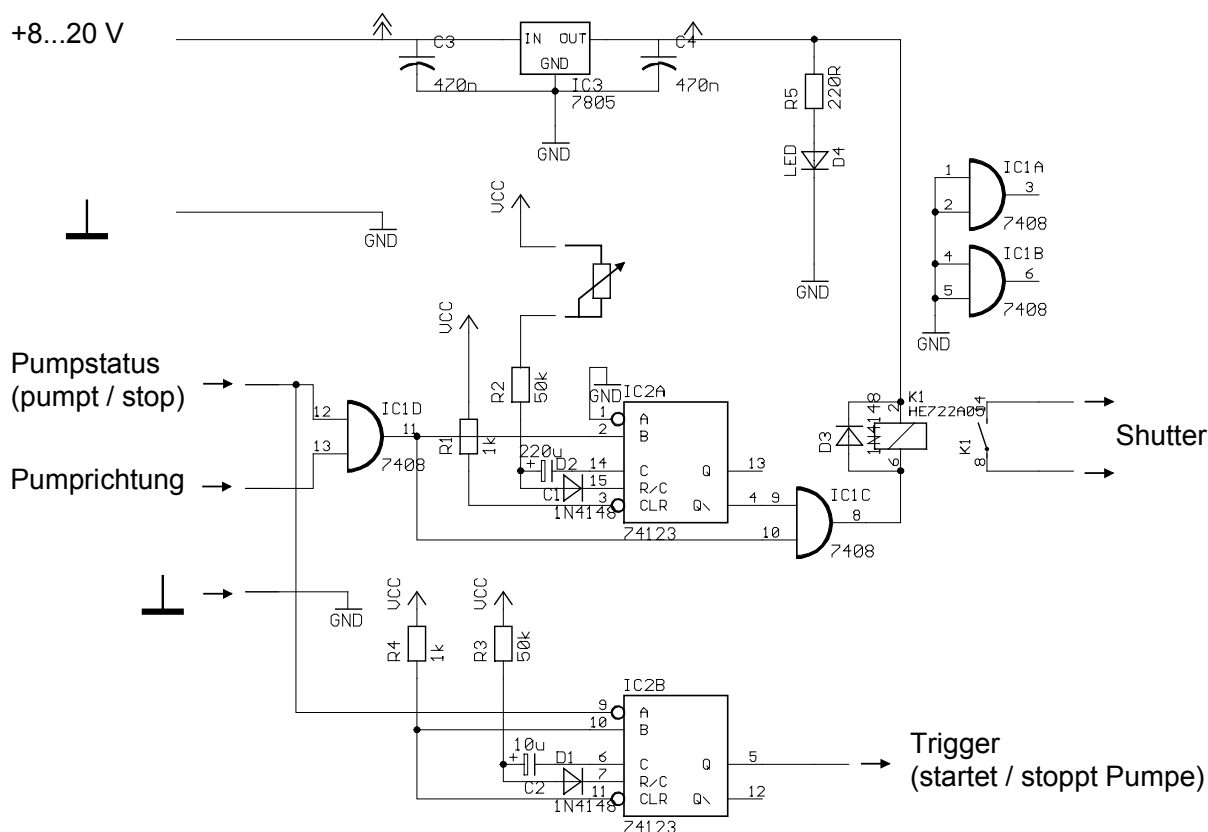 +8...20 V
C3
470n
IN OUT
GND
IC3
7805
C4
470n
GND
R5
220R
LED
D4
GND
GND
IC1A
1
2
3
7408
IC1B
4
5
6
7408
GND
VCC
VCC
R2
50k
R1
1k
Pumpstatus
(pumpt / stop)
Pumprichtung
12
13
IC1D
11
7408
GND
IC2A
1
2
14
15
3
A
B
C
R/C
CLR
Q
Q\
13
4
74123
220u
C1
D2
1N4148
9
10
IC1C
8
7408
D3
1N4148
2
6
K1
HE722A05
14
K1
8
Shutter
GND
VCC
R4
1k
VCC
R3
50k
IC2B
9
10
6
7
11
A
B
C
R/C
CLR
Q
Q\
5
12
74123
10u
C2
D1
1N4148
Trigger
(startet / stoppt Pumpe)